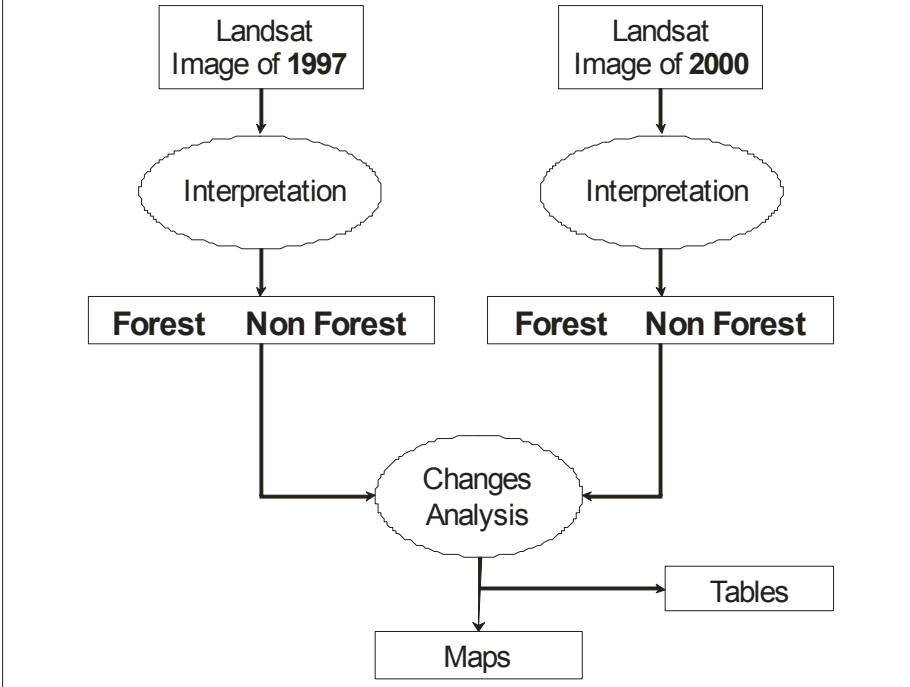 Landsat
Image of 1997
Landsat
Image of 2000
Interpretation
Interpretation
Forest Non Forest
Forest Non Forest
Changes
Analysis
Tables
Maps